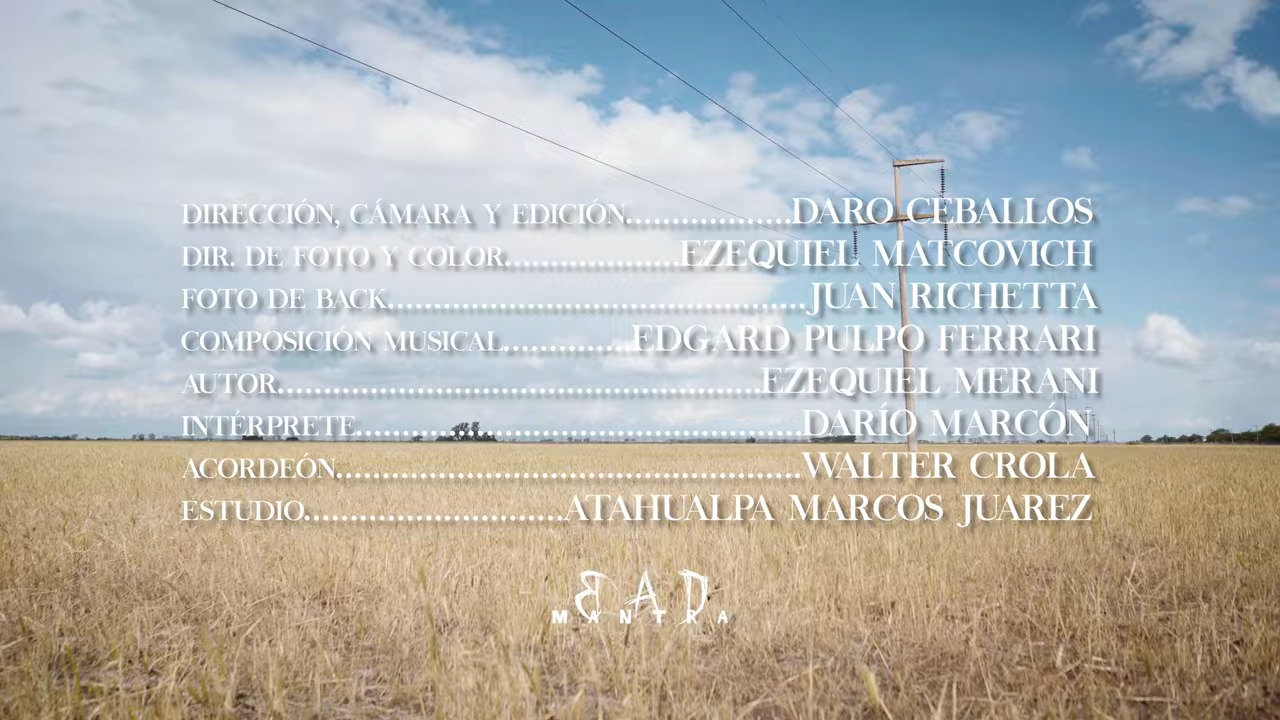 DIRECCIÓN, CÁMARA Y EDICIÓN..................DARO CEBALLOS
DIR. DE FOTO Y COLOR...................EZEQUIEL MATCOVICH
FOTO DE BACK.............................................JUAN RICHETTA
COMPOSICIÓN MUSICAL..............EDGARD PULPO FERRARI
AUTOR....................................................EZEQUIEL MERANI
INTÉRPRETE................................................DARÍO MARCÓN
ACORDEÓN..................................................WALTER CROLA
ESTUDIO............................ATAHUALPA MARCOS JUAREZ
BAD
MANTRA